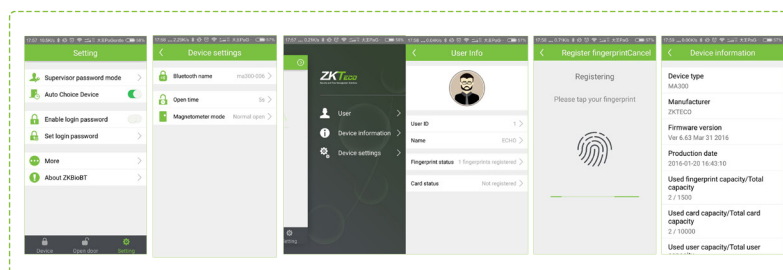 Setting
Supervisor password mode
Auto Choice Device
Enable login password
Set login password
More
About ZKBioBT
Device
Open door
Setting
Device settings
Bluetooth name
Open time
Magnetometer mode
Normal open
ZKTeco
User
Device information
Device settings
User Info
User ID
1
Name
ECHO
Fingerprint status
1 fingerprints registered
Card status
Not registered
Register fingerprintCancel
Registering
Please tap your fingerprint
Device information
Device type
MA300
Manufacturer
ZKTECO
Firmware version
Ver 6.63 Mar 31 2016
Production date
2016-01-20 16:43:10
Used fingerprint capacity/Total
capacity
2 / 1500
Used card capacity/Total card
capacity
2 / 10000
Used user capacity/Total user